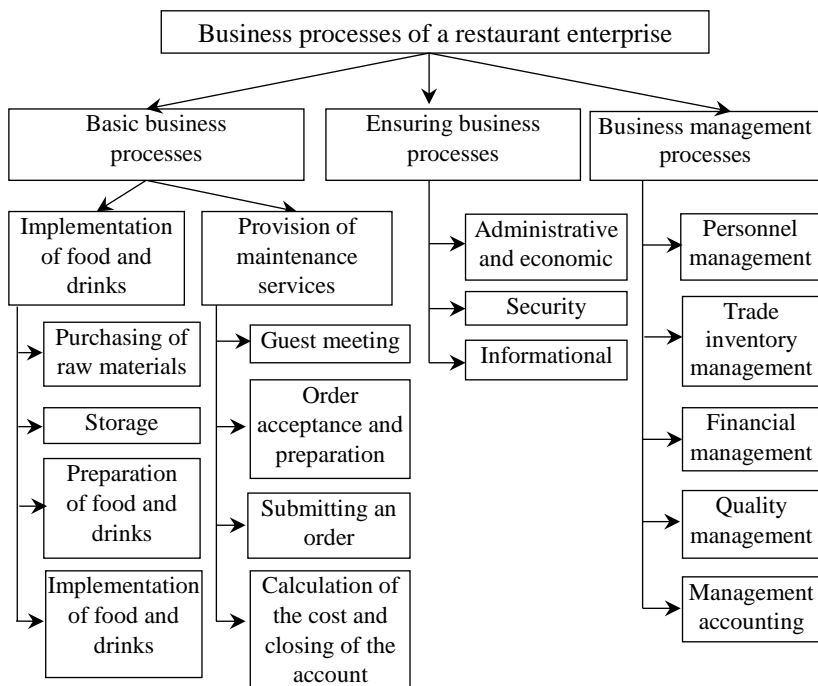 Business processes of a restaurant enterprise
Basic business
processes
Ensuring business
processes
Business management
processes
Implementation
of food and
drinks
Provision of
maintenance
services
Purchasing of
raw materials
Storage
Preparation
of food and
drinks
Implementation
of food and
drinks
Guest meeting
Order
acceptance and
preparation
Submitting an
order
Calculation of
the cost and
closing of the
account
Administrative
and economic
Security
Informational
Personnel
management
Trade
inventory
management
Financial
management
Quality
management
Management
accounting